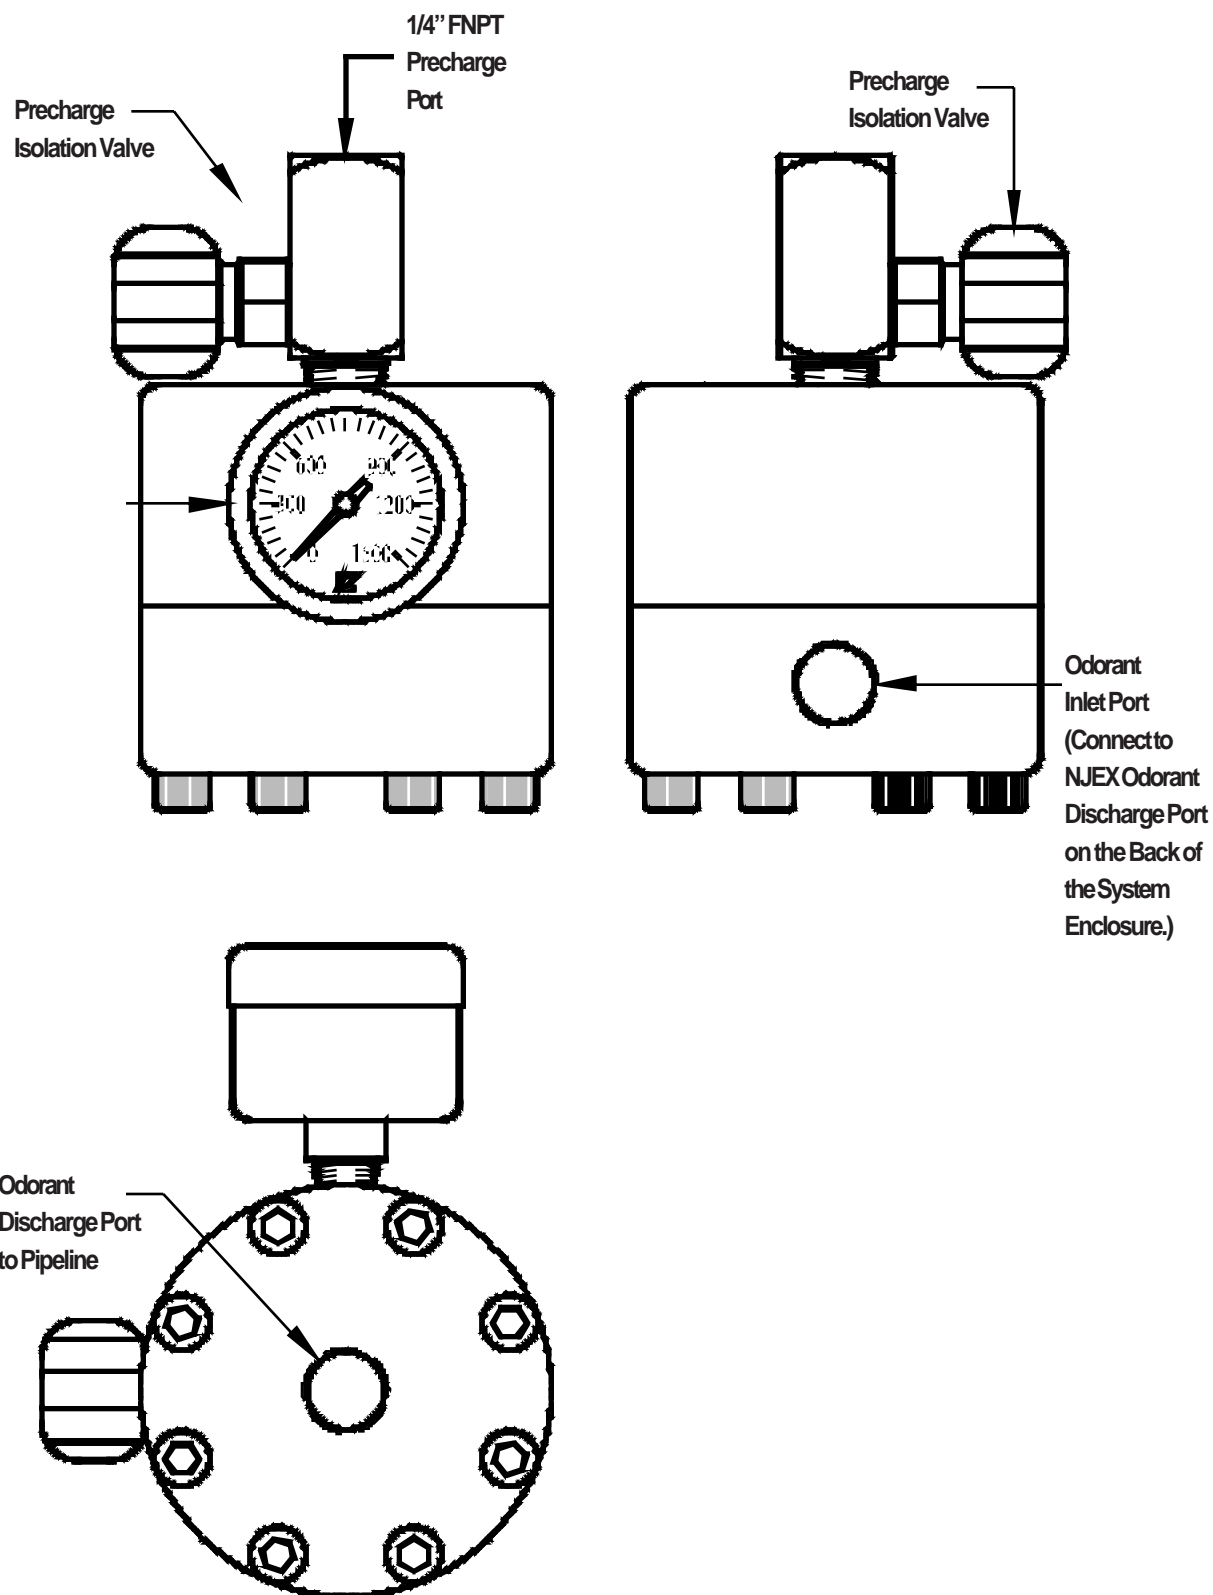 1/4” FNPT
Precharge
Port
Precharge
Isolation Valve
Precharge
Isolation Valve
600
900
300
1200
0
1500
Odorant
Inlet Port
(Connect to
NJEX Odorant
Discharge Port
on the Back of
the System
Enclosure.)
Odorant
Discharge Port
to Pipeline